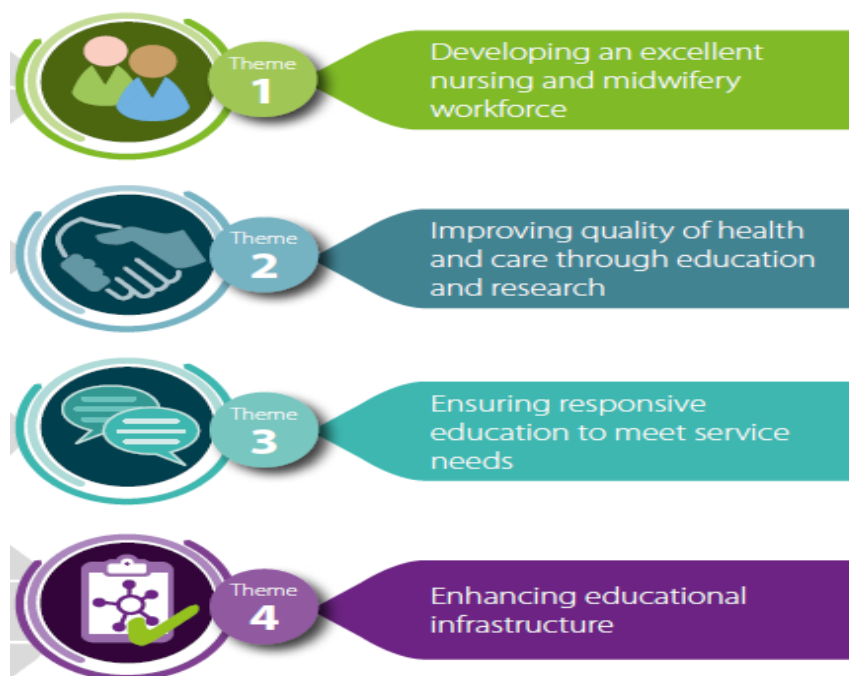 Theme
1
Developing an excellent
nursing and midwifery
workforce
Theme
2
Improving quality of health
and care through education
and research
Theme
3
Ensuring responsive
education to meet service
needs
Theme
4
Enhancing educational
infrastructure